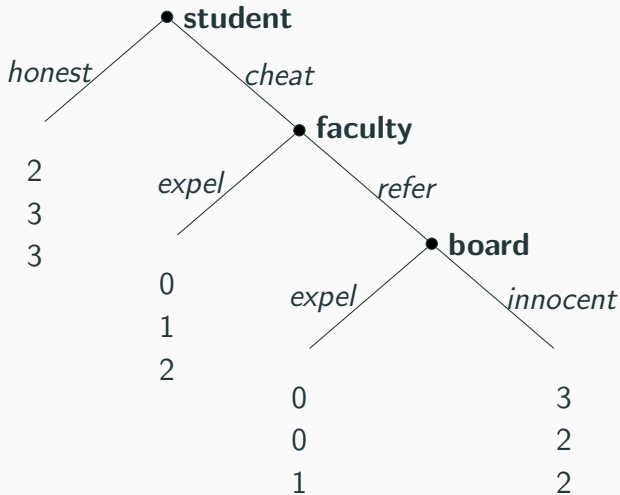 student
honest
cheat
faculty
2
3
3
expel
refer
board
0
1
2
expel
innocent
0
0
1
3
2
2